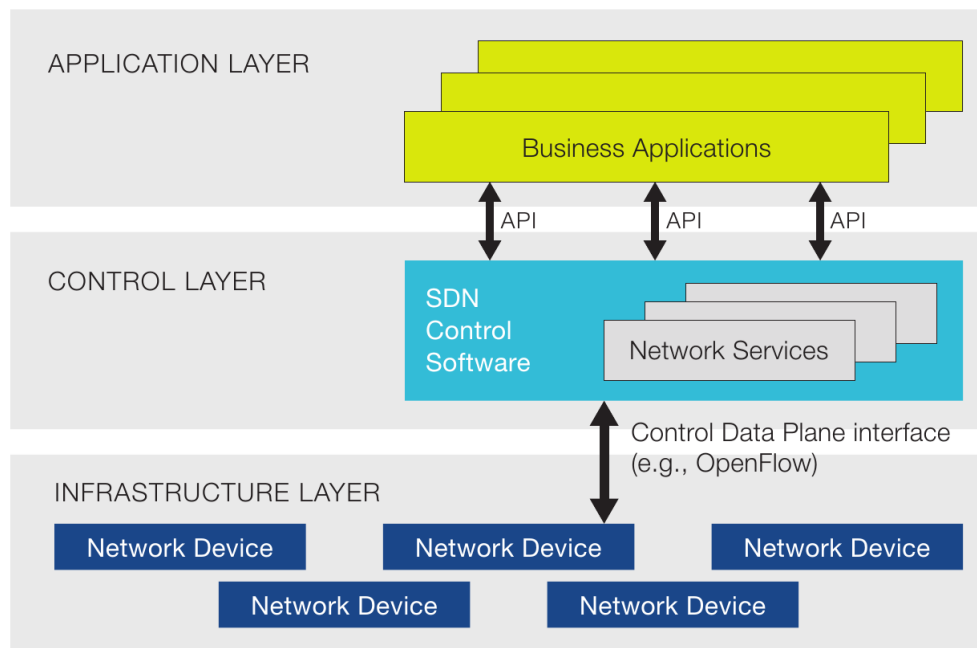 APPLICATION LAYER
Business Applications
API
API
API
CONTROL LAYER
SDN
Control
Software
Network Services
Control Data Plane interface
(e.g., OpenFlow)
INFRASTRUCTURE LAYER
Network Device
Network Device
Network Device
Network Device
Network Device